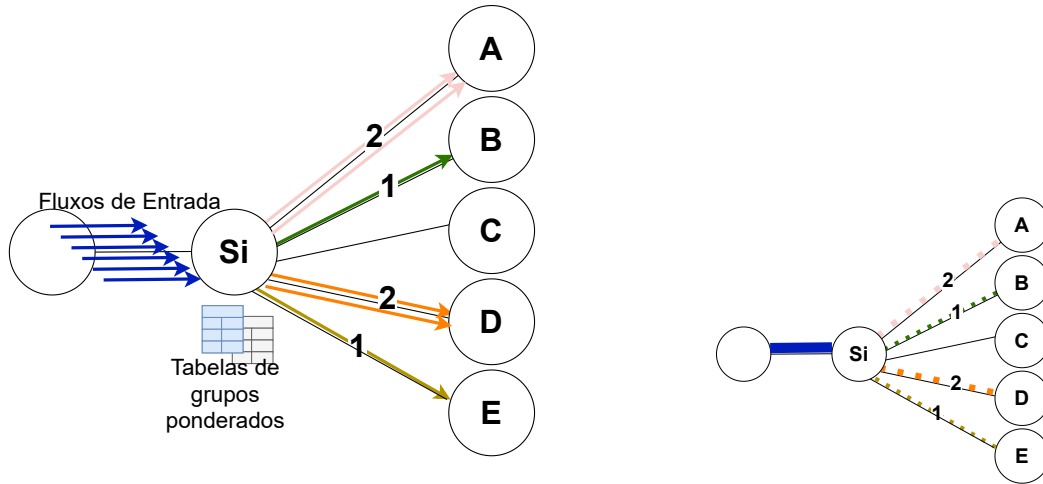 A
2
B
1
Fluxos de Entrada
Si
C
2
D
1
Tabelas de
grupos
ponderados
E
A
2
B
1
Si
C
2
D
1
E